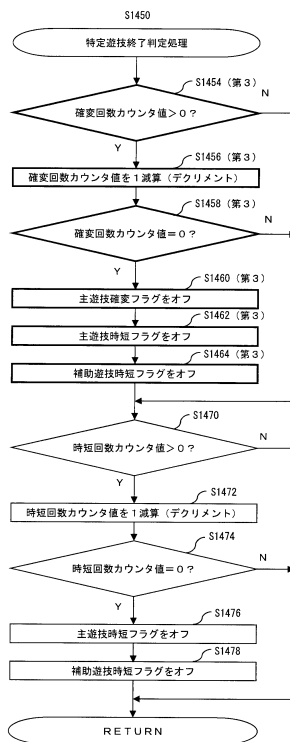 S1450
特定遊技終了判定処理
S1454 (第3)
N
確変回数カウンタ値>0?
Y
S1456 (第3)
確変回数カウンタ値を1減算 (デクリメント)
S1458 (第3)
N
確変回数カウンタ値=0?
Y
S1460 (第3)
主遊技確変フラグをオフ
S1462 (第3)
主遊技時短フラグをオフ
S1464 (第3)
補助遊技時短フラグをオフ
S1470
N
時短回数カウンタ値>0?
Y
S1472
時短回数カウンタ値を1減算 (デクリメント)
S1474
N
時短回数カウンタ値=0?
Y
S1476
主遊技時短フラグをオフ
S1478
補助遊技時短フラグをオフ
RETURN